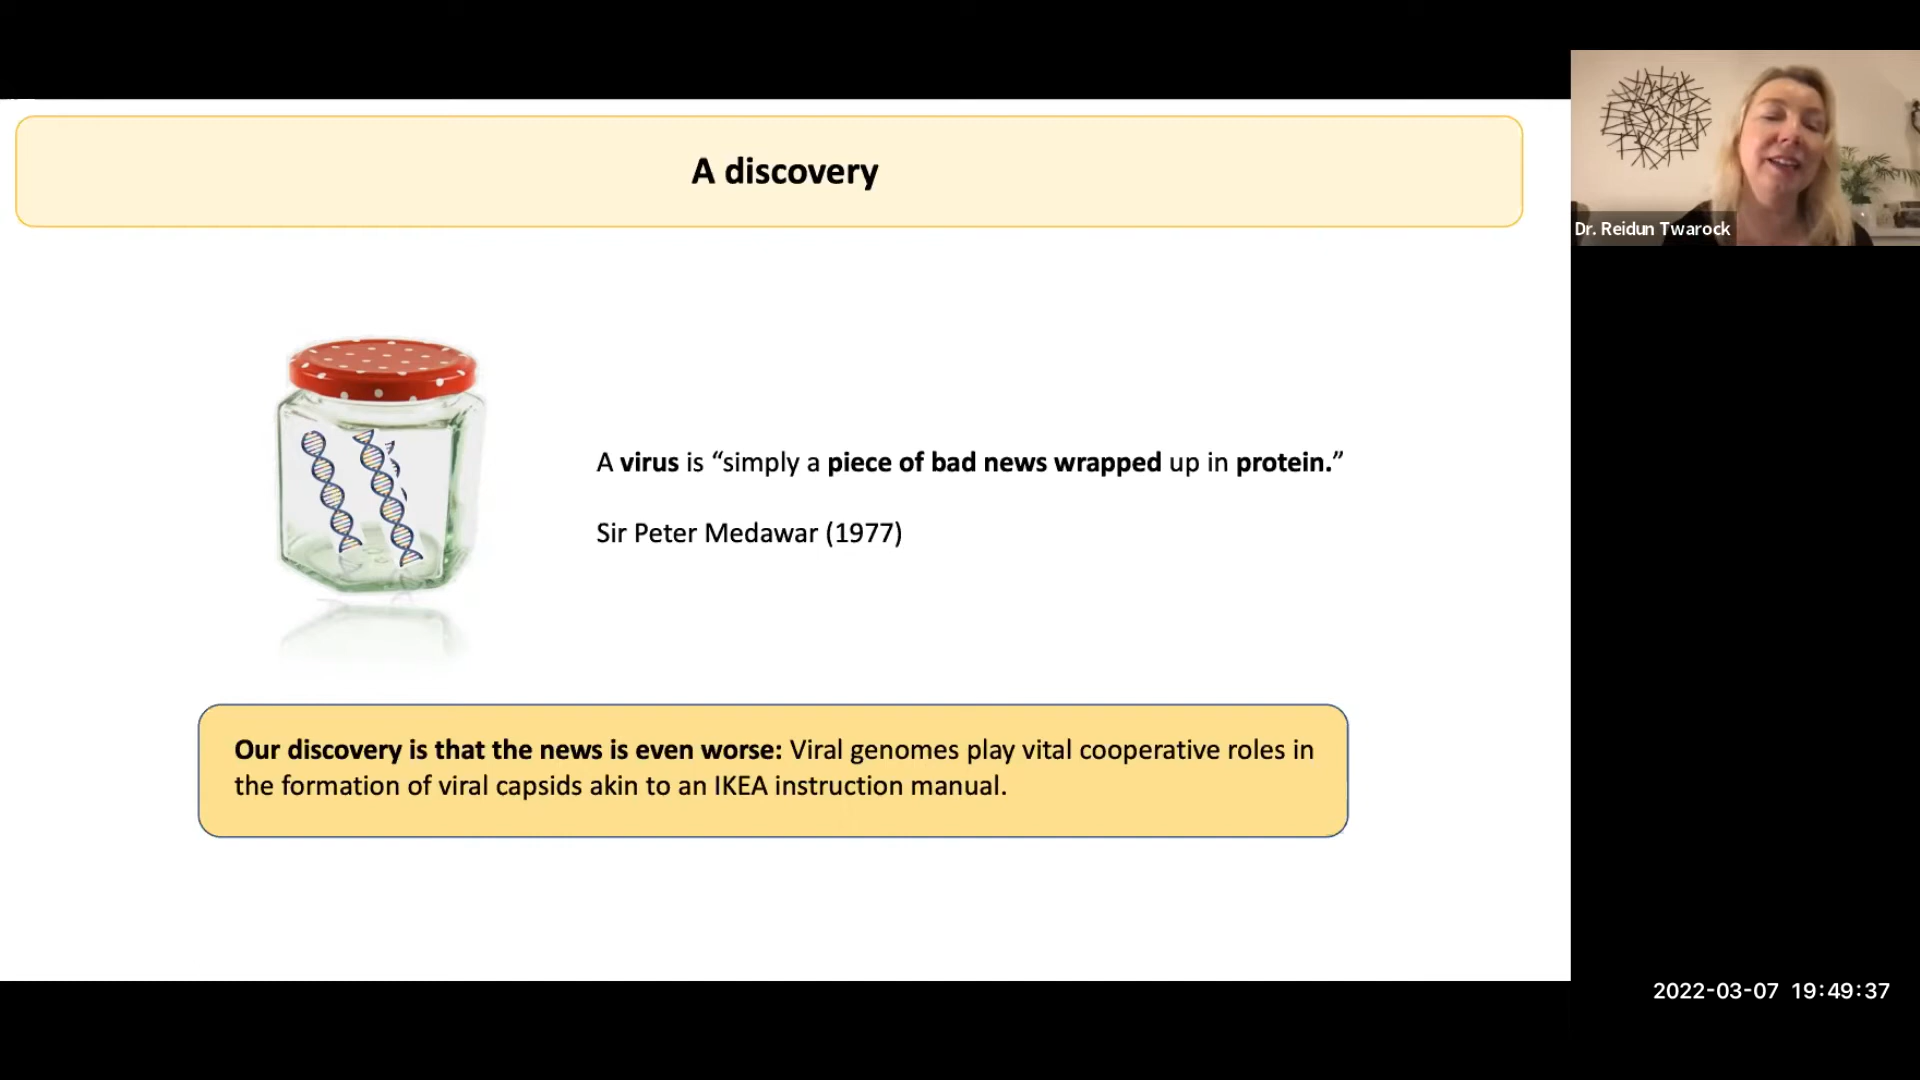 A discovery
Dr. Reidun Twarock
A virus is “simply a piece of bad news wrapped up in protein.”
Sir Peter Medawar (1977)
Our discovery is that the news is even worse: Viral genomes play vital cooperative roles in
the formation of viral capsids akin to an IKEA instruction manual.
2022-03-07 19:49:37